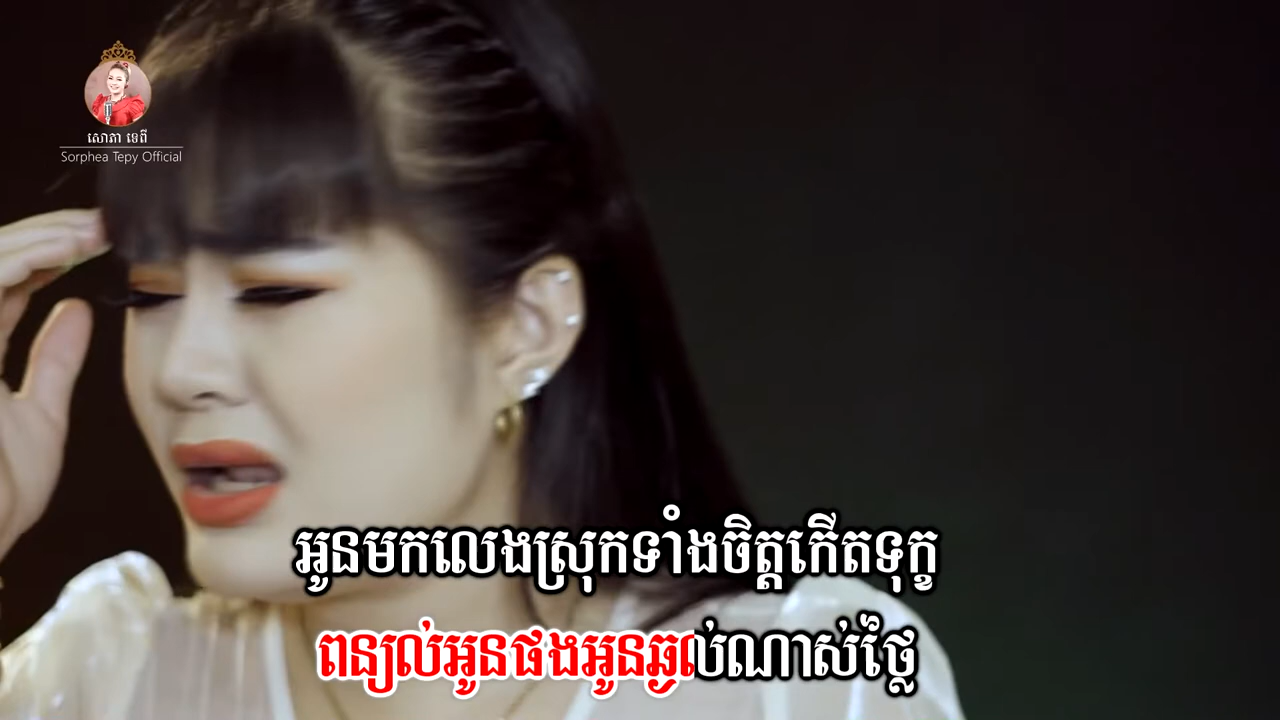 សោភា ទេពី
Sorphea Tepy Official
អូនមកលេងស្រុកទាំងចិត្តកើតទុក្ខ
ពន្យល់អូនផងអូនឆ្ងល់ណាស់ថ្លៃ